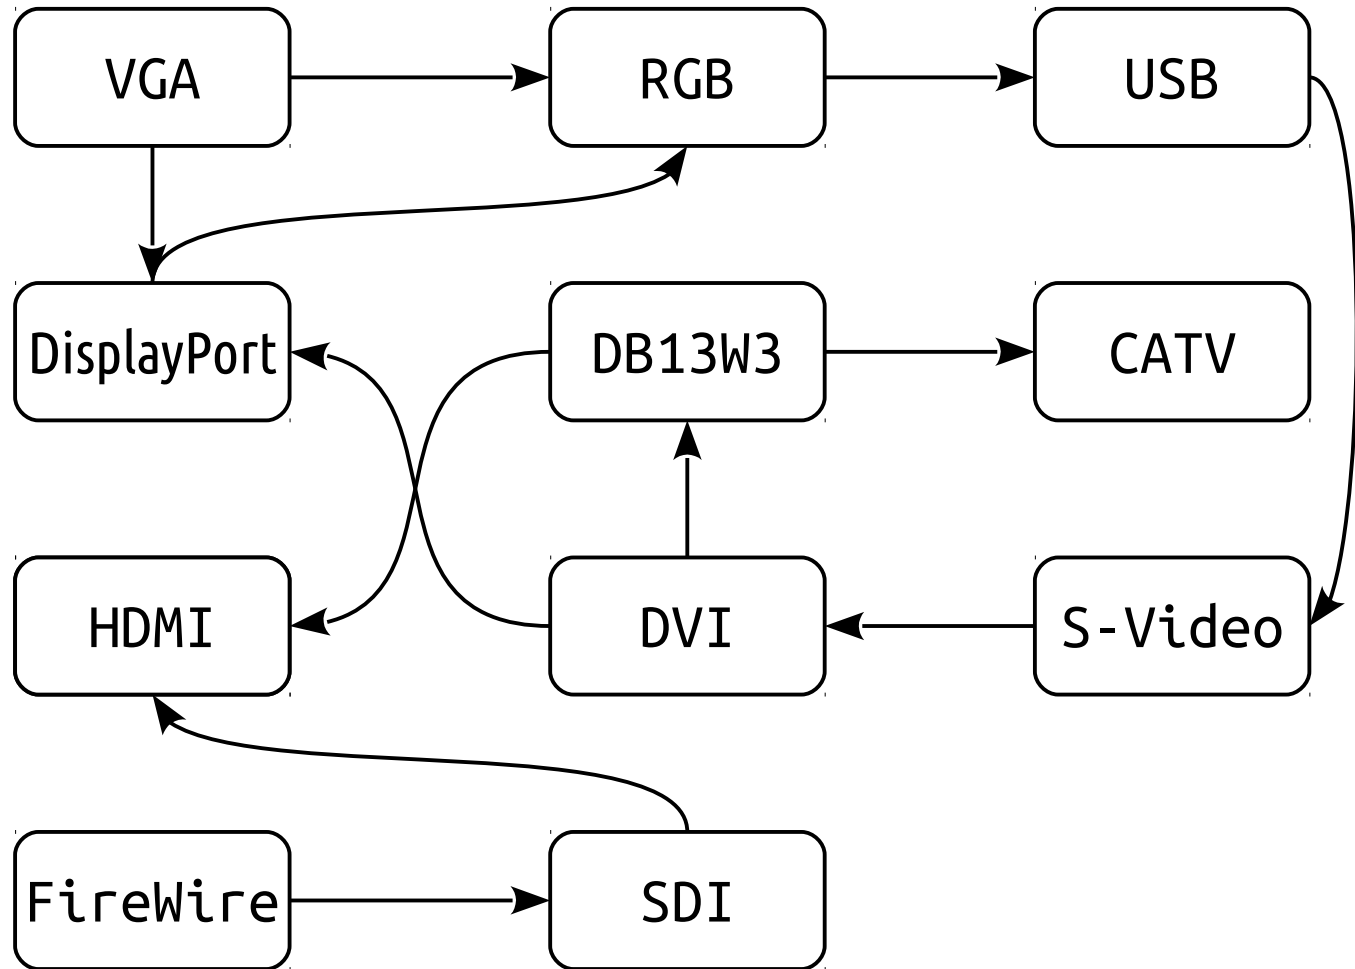 VGA
RGB
USB
DisplayPort
DB13W3
CATV
HDMI
DVI
S-Video
FireWire
SDI